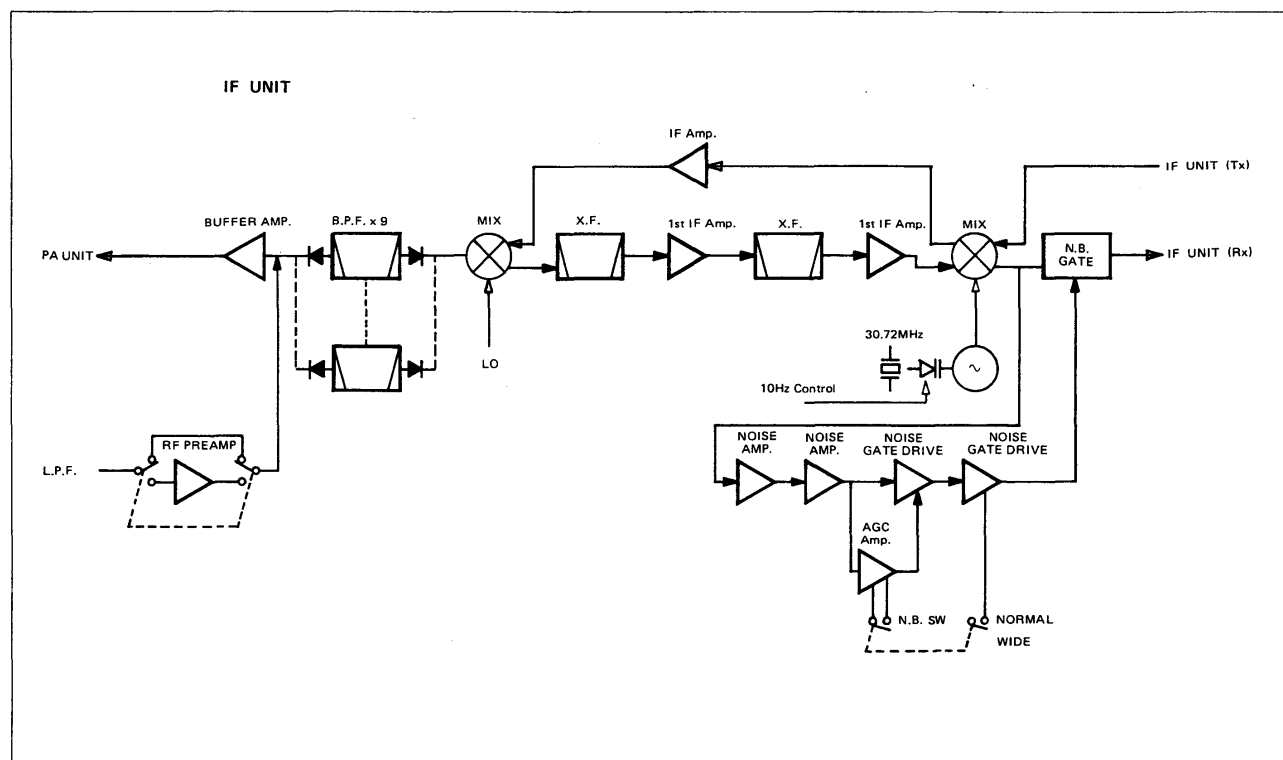 IF UNIT
IF Amp.
IF UNIT (Tx)
BUFFER AMP.
B.P.F. x 9
MIX
X.F.
1st IF Amp.
X.F.
1st IF Amp.
MIX
N.B.
GATE
PA UNIT
IF UNIT (Rx)
LO
30.72MHz
10Hz Control
L.P.F.
RF PREAMP
NOISE
AMP.
NOISE
AMP.
NOISE
GATE DRIVE
NOISE
GATE DRIVE
AGC
Amp.
N.B. SW
NORMAL
WIDE